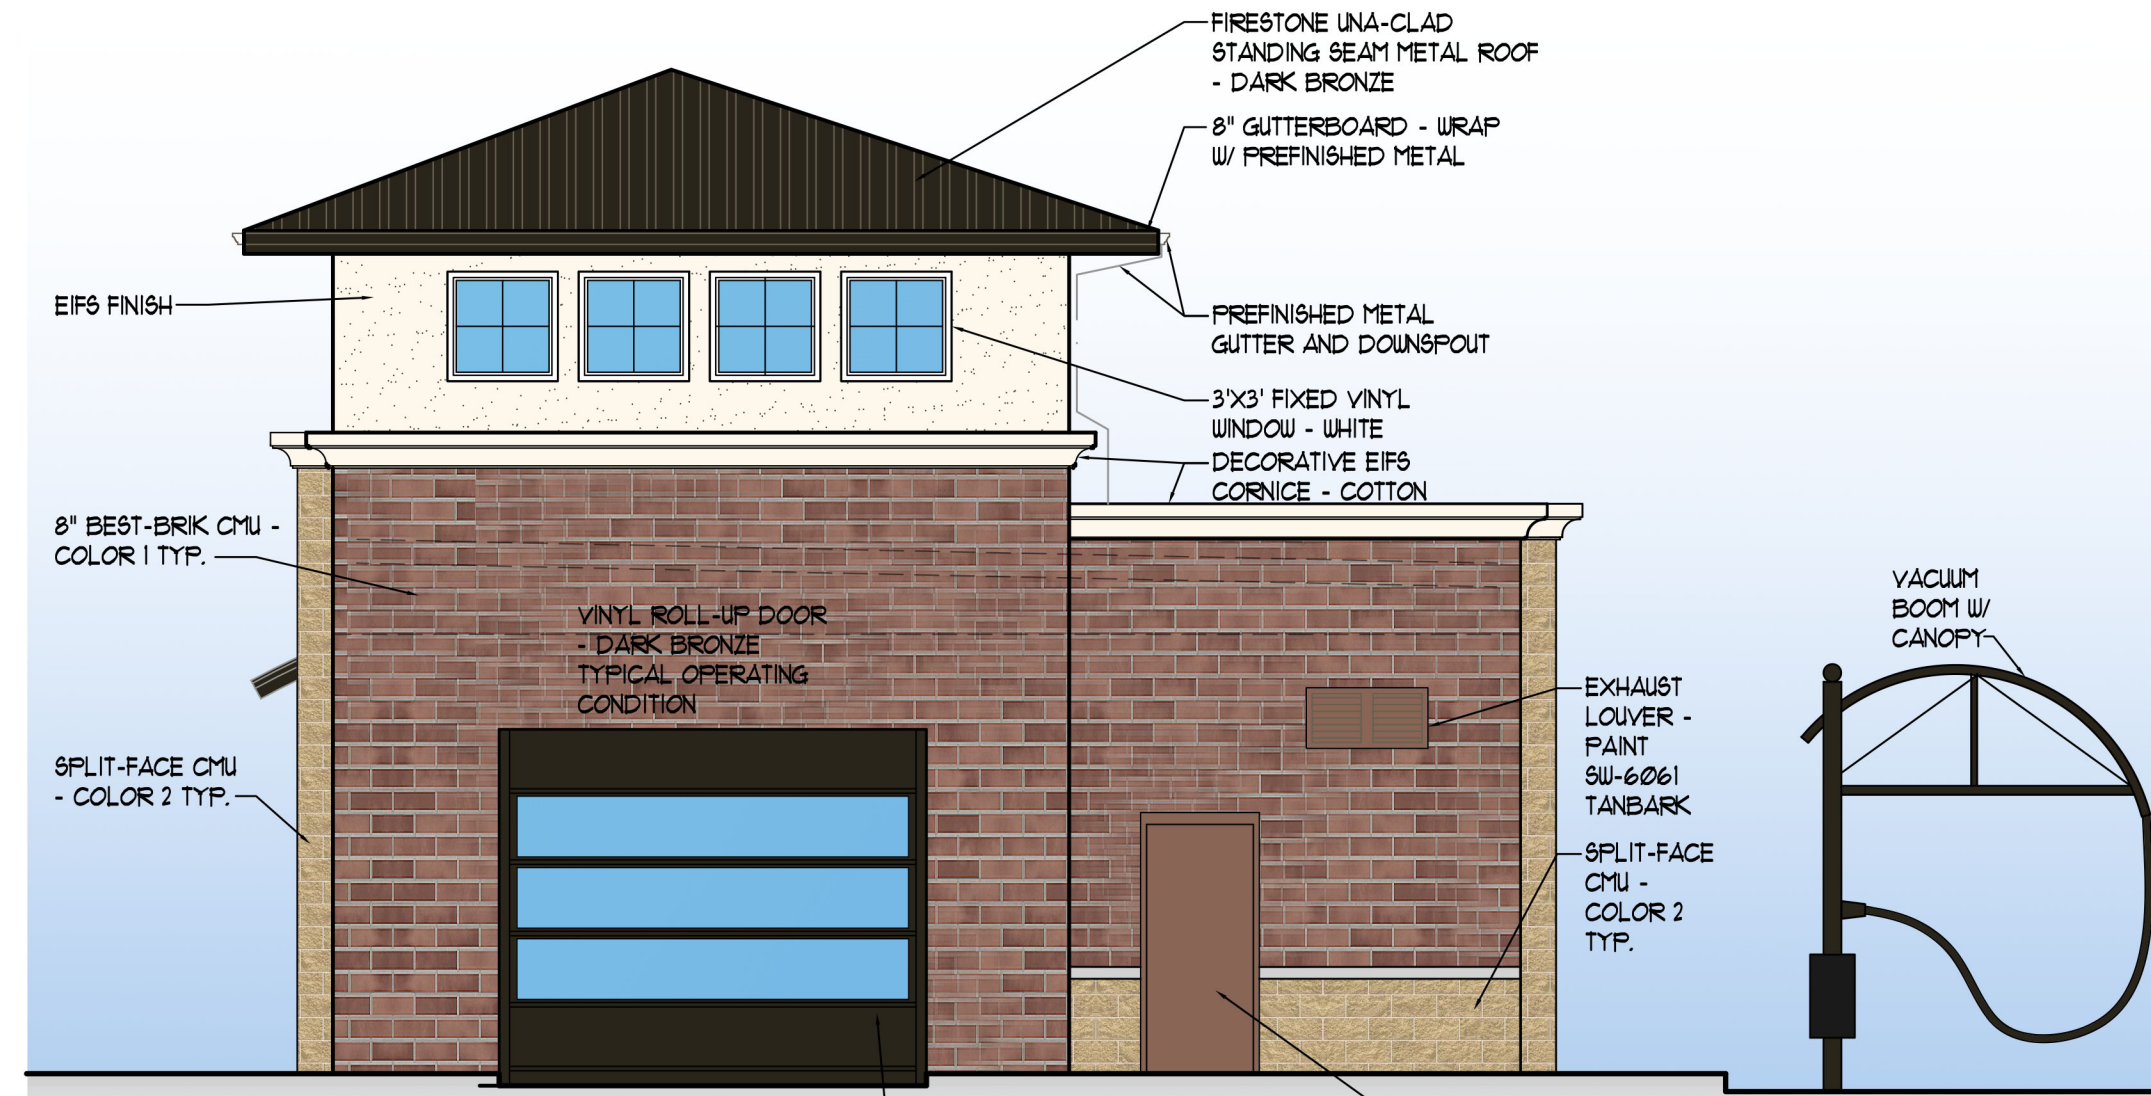 FIRESTONE UNA-CLAD
STANDING SEAM METAL ROOF
- DARK BRONZE
8" GUTTERBOARD - WRAP
W/ PREFINISHED METAL
EIFS FINISH
PREFINISHED METAL
GUTTER AND DOWNSPOUT
3'X3' FIXED VINYL
WINDOW - WHITE
DECORATIVE EIFS
CORNICE - COTTON
8" BEST-BRIK CMU -
COLOR 1 TYP.
VINYL ROLL-UP DOOR
- DARK BRONZE
TYPICAL OPERATING
CONDITION
SPLIT-FACE CMU
- COLOR 2 TYP.
EXHAUST
LOUVER -
PAINT
SW-6061
TANBARK
SPLIT-FACE
CMU -
COLOR 2
TYP.
VACUUM
BOOM W/
CANOPY